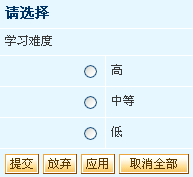 请选择
学习难度
高
中等
低
提交 放弃 应用 取消全部